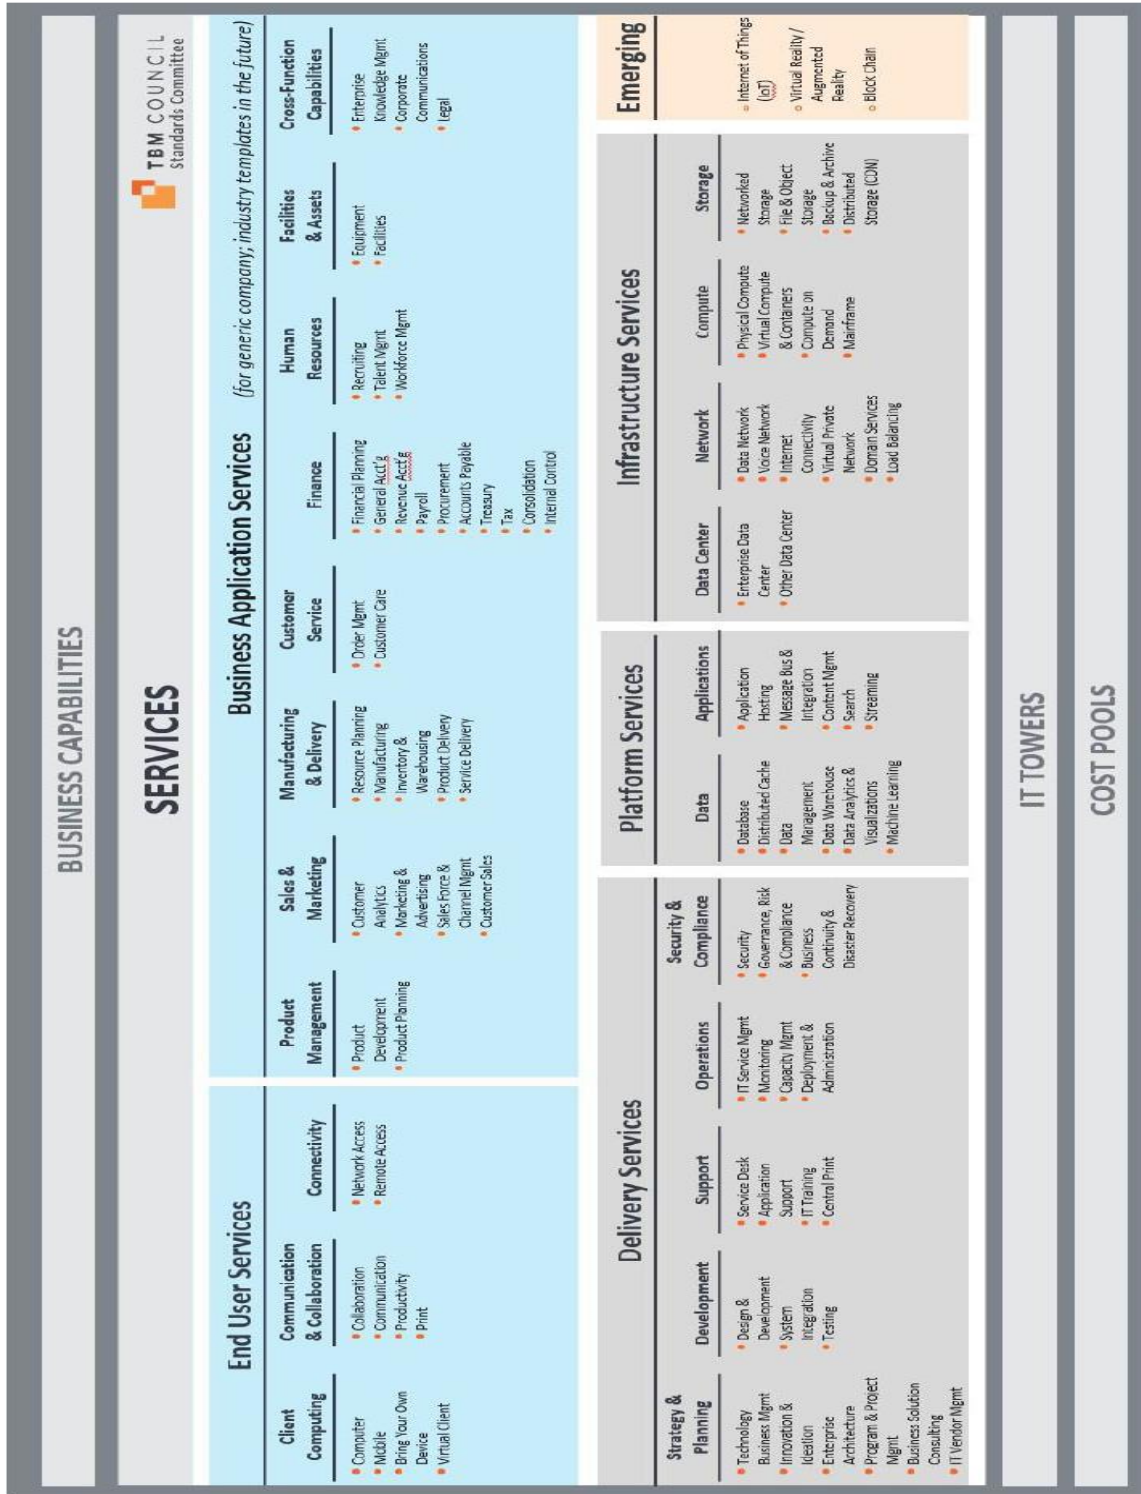 BUSINESS CAPABILITIES
SERVICES
TBM COUNCIL
Standards Committee
End User Services
Client
Computing
• Computer
• Mobile
• Bring Your Own
Device
• Virtual Client
Communication
& Collaboration
• Collaboration
• Communication
• Productivity
• Print
Connectivity
• Network Access
• Remote Access
Business Application Services
(for generic company; industry templates in the future)
Product
Management
• Product
Development
• Product Planning
Sales &
Marketing
• Customer
Analytics
• Marketing &
Advertising
• Sales Force &
Channel Mgmt
• Customer Sales
Manufacturing
& Delivery
• Resource Planning
• Manufacturing
• Inventory &
Warehousing
• Product Delivery
• Service Delivery
Customer
Service
• Order Mgmt
• Customer Care
Finance
• Financial Planning
• General Acct'g
• Revenue Acct'g
• Payroll
• Procurement
• Accounts Payable
• Treasury
• Tax
• Consolidation
• Internal Control
Human
Resources
• Recruiting
• Talent Mgmt
• Workforce Mgmt
Facilities
& Assets
• Equipment
• Facilities
Cross-Function
Capabilities
• Enterprise
Knowledge Mgmt
• Corporate
Communications
• Legal
Delivery Services
Strategy &
Planning
• Technology
Business Mgmt
• Innovation &
Ideation
• Enterprise
Architecture
• Program & Project
Mgmt
• Business Solution
Consulting
• IT Vendor Mgmt
Development
• Design &
Development
• System
Integration
• Testing
Support
• Service Desk
• Application
Support
• IT Training
• Central Print
Operations
• IT Service Mgmt
• Monitoring
• Capacity Mgmt
• Deployment &
Administration
Security &
Compliance
• Security
• Governance, Risk
& Compliance
• Business
Continuity &
Disaster Recovery
Platform Services
Data
• Database
• Distributed Cache
• Data
Management
• Data Warehouse
• Data Analytics &
Visualizations
• Machine Learning
Applications
• Application
Hosting
• Message Bus &
Integration
• Content Mgmt
• Search
• Streaming
Infrastructure Services
Data Center
• Enterprise Data
Center
• Other Data Center
Network
• Data Network
• Voice Network
• Internet
Connectivity
• Virtual Private
Network
• Domain Services
• Load Balancing
Compute
• Physical Compute
• Virtual Compute
& Containers
• Compute on
Demand
• Mainframe
Storage
• Networked
Storage
• File & Object
Storage
• Backup & Archive
• Distributed
Storage (CDN)
Emerging
○ Internet of Things
(IoT)
○ Virtual Reality /
Augmented
Reality
○ Block Chain
IT TOWERS
COST POOLS